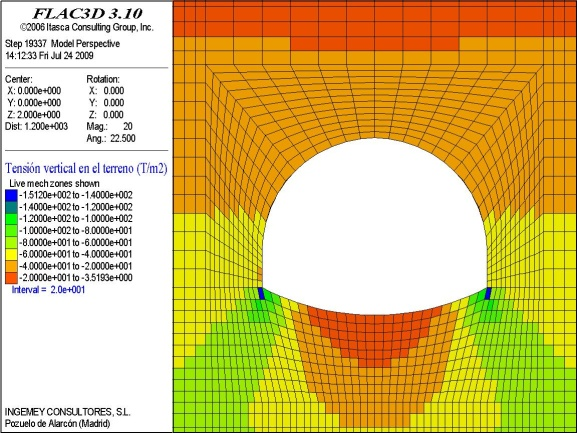 FLAC3D 3.10
©2006 Itasca Consulting Group, Inc.
Step 19337 Model Perspective
14:12:33 Fri Jul 24 2009
Center: Rotation:
X: 0.000e+000 X: 0.000
Y: 0.000e+000 Y: 0.000
Z: 2.000e+000 Z: 0.000
Dist: 1.200e+003 Mag.: 20
Ang.: 22.500
Tensión vertical en el terreno (T/m2)
Live mech zones shown
-1.5120e+002 to -1.4000e+002
-1.4000e+002 to -1.2000e+002
-1.2000e+002 to -1.0000e+002
-1.0000e+002 to -8.0000e+001
-8.0000e+001 to -6.0000e+001
-6.0000e+001 to -4.0000e+001
-4.0000e+001 to -2.0000e+001
-2.0000e+001 to -3.5193e+000
Interval = 2.0e+001
INGEMEY CONSULTORES, S.L.
Pozuelo de Alarcón (Madrid)